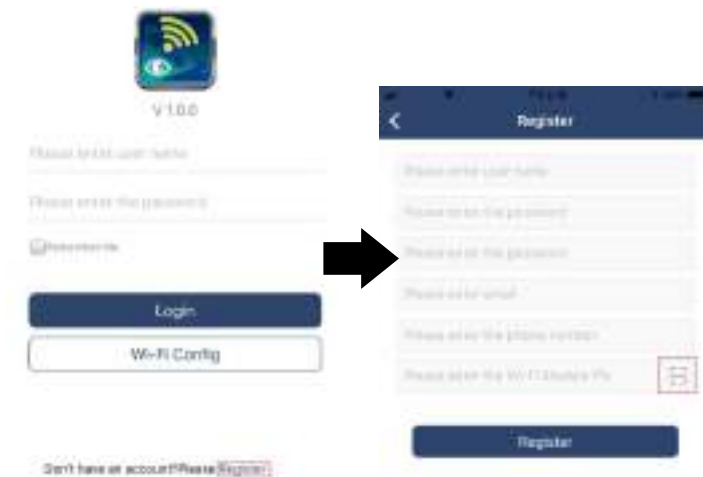 V 1.0.0
Please enter user name
Please enter the password
Remember Me
Login
Wi-Fi Config
Don't have an account?Please Register
Register
Please enter user name
Please enter the password
Please enter the password
Please enter email
Please enter the phone number
Please enter the Wi-Fi Module PN
Register